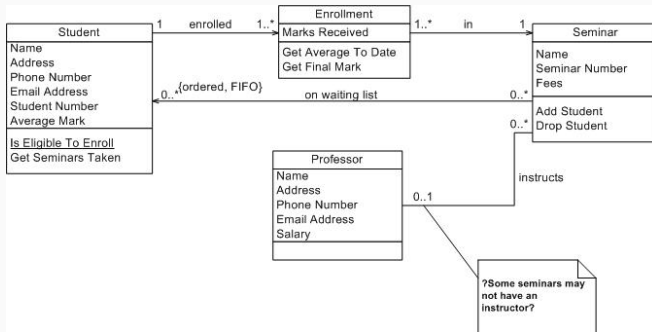 Enrollment
Marks Received
Get Average To Date
Get Final Mark
1 enrolled 1..*
1..* in 1
Student
Name
Address
Phone Number
Email Address
Student Number
Average Mark
Is Eligible To Enroll
Get Seminars Taken
Seminar
Name
Seminar Number
Fees
Add Student
Drop Student
{ordered, FIFO}
0..* on waiting list 0..*
0..*
instructs
0..1
Professor
Name
Address
Phone Number
Email Address
Salary
?Some seminars may
not have an
instructor?